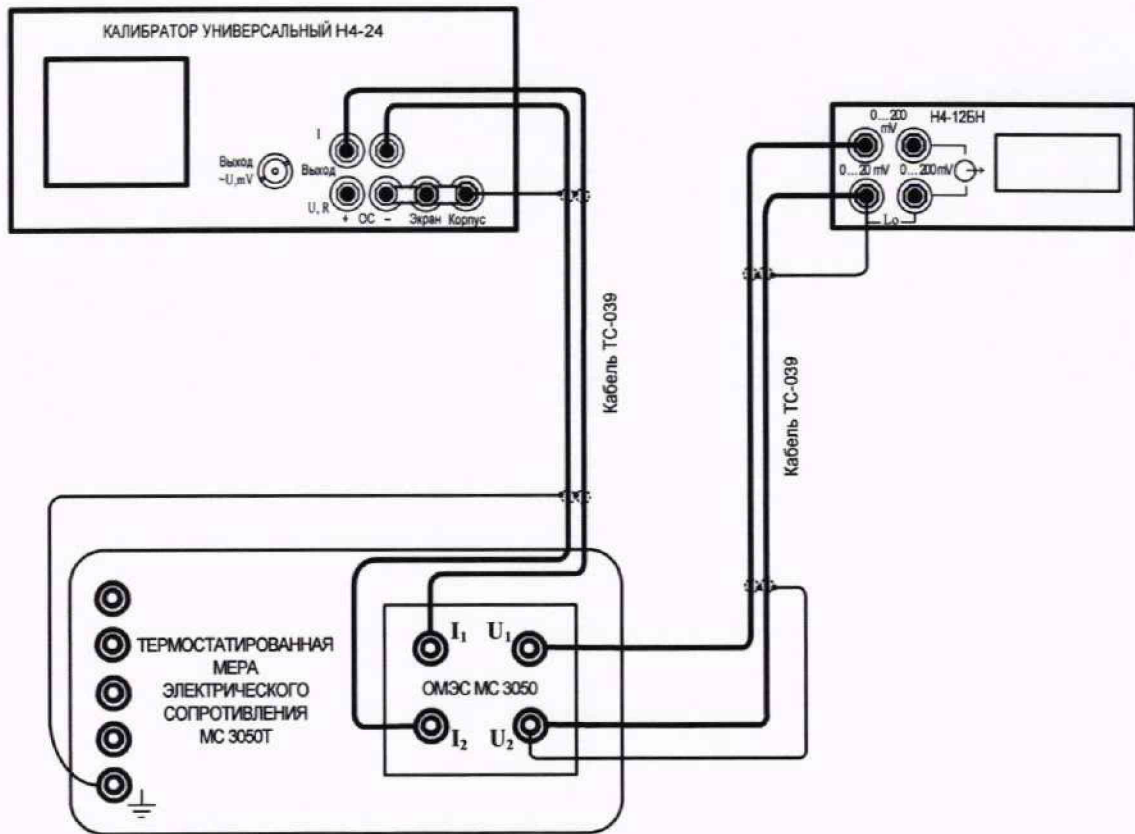 КАЛИБРАТОР УНИВЕРСАЛЬНЫЙ Н4-24
I
Выход
~U,mV
Выход
U, R
+ ОС − Экран Корпус
0...200
mV
Н4-12БН
0...20 mV
0...200mV
Lo
Кабель ТС-039
Кабель ТС-039
ТЕРМОСТАТИРОВАННАЯ
МЕРА
ЭЛЕКТРИЧЕСКОГО
СОПРОТИВЛЕНИЯ
МС 3050Т
I₁ U₁
ОМЭС МС 3050
I₂ U₂